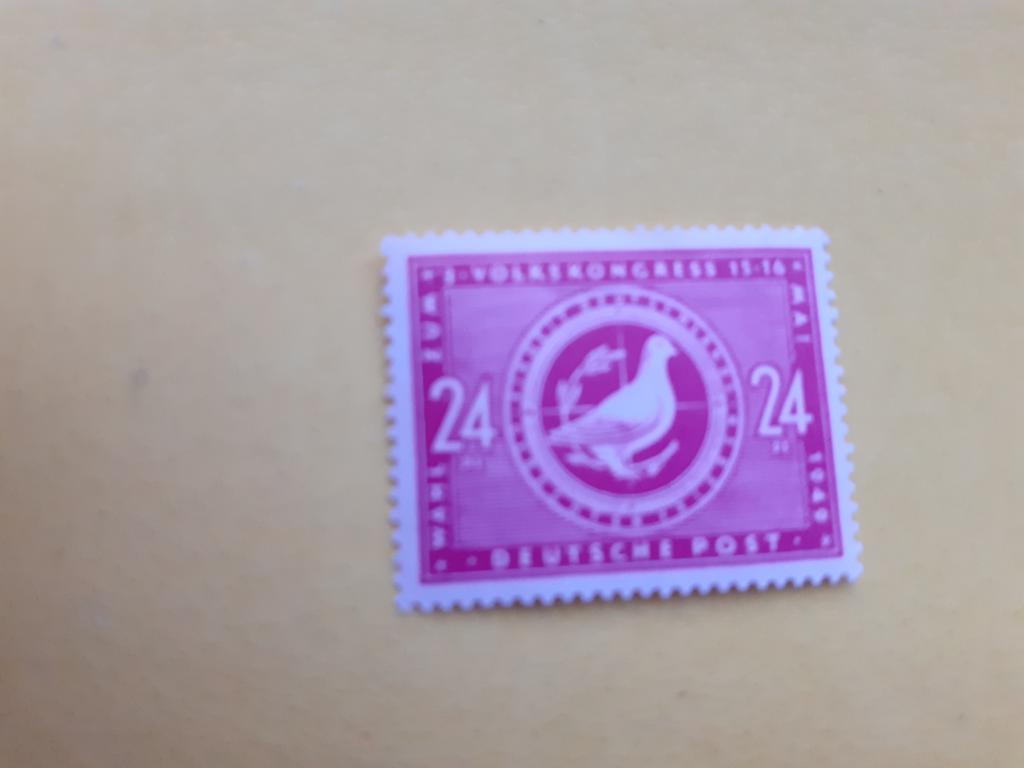 WAHL ZUM
3. VOLKSKONGRESS 15-16
MAI 1949
24
24
DEUTSCHE POST